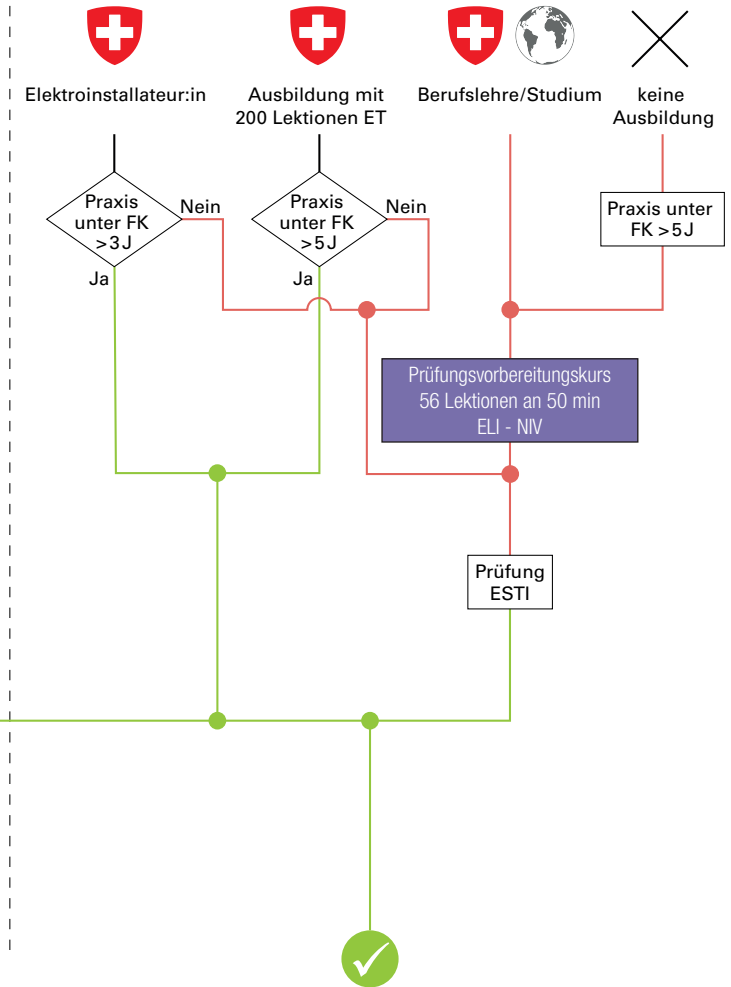 Elektroinstallateur:in
Ausbildung mit
200 Lektionen ET
Berufslehre/Studium
keine
Ausbildung
Praxis
unter FK
>3J
Nein
Ja
Praxis
unter FK
>5J
Nein
Ja
Praxis unter
FK >5J
Prüfungsvorbereitungskurs
56 Lektionen an 50 min
ELI - NIV
Prüfung
ESTI